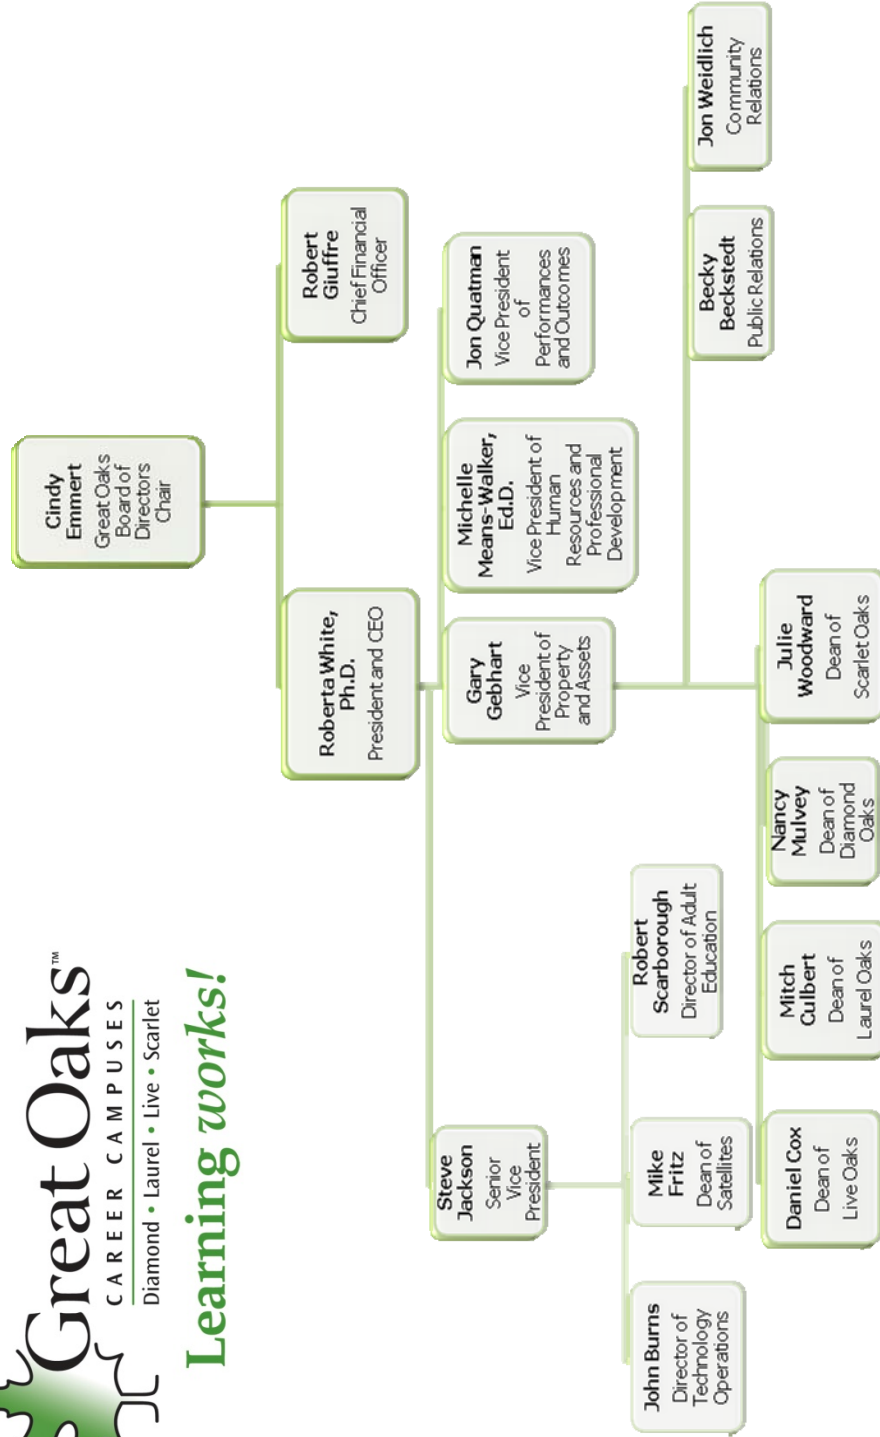 Great Oaks™
CAREER CAMPUSES
Diamond • Laurel • Live • Scarlet
Learning works!
Cindy
Emmert
Great Oaks
Board of
Directors
Chair
Roberta White,
Ph.D.
President and CEO
Robert
Giuffre
Chief Financial
Officer
Steve
Jackson
Senior
Vice
President
Gary
Gebhart
Vice
President of
Property
and Assets
Michelle
Means-Walker,
Ed.D.
Vice President of
Human
Resources and
Professional
Development
Jon Quatman
Vice President
of
Performances
and Outcomes
John Burns
Director of
Technology
Operations
Mike
Fritz
Dean of
Satellites
Robert
Scarborough
Director of Adult
Education
Becky
Beckstedt
Public Relations
Jon Weidlich
Community
Relations
Daniel Cox
Dean of
Live Oaks
Mitch
Culbert
Dean of
Laurel Oaks
Nancy
Mulvey
Dean of
Diamond
Oaks
Julie
Woodward
Dean of
Scarlet Oaks